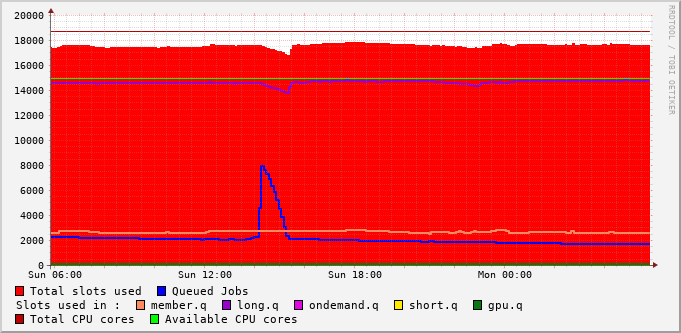 20000
18000
16000
14000
12000
10000
8000
6000
4000
2000
0
Sun 06:00 Sun 12:00 Sun 18:00 Mon 00:00
Total slots used Queued Jobs
Slots used in : member.q long.q ondemand.q short.q gpu.q
Total CPU cores Available CPU cores
RRDTOOL / TOBI OETIKER